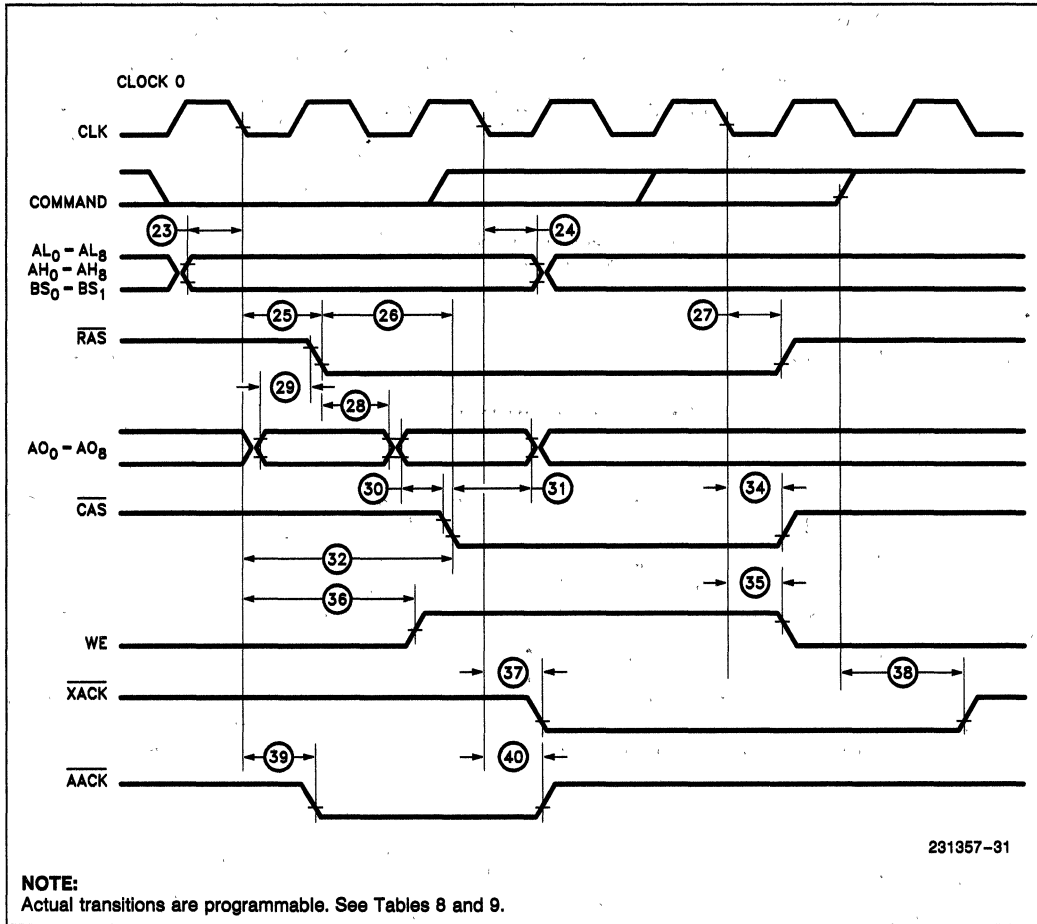 CLOCK 0
CLK
COMMAND
23
24
AL0 – AL8
AH0 – AH8
BS0 – BS1
25
26
27
RAS
29
28
AO0 – AO8
30
31
34
CAS
32
35
36
WE
37
38
XACK
39
40
AACK
231357–31
NOTE:
Actual transitions are programmable. See Tables 8 and 9.